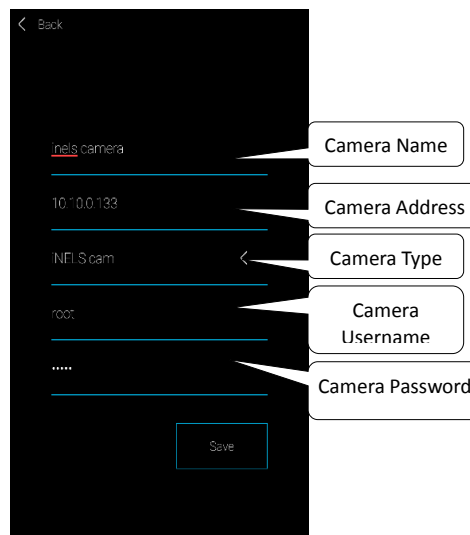 Back
inels camera
Camera Name
10.10.0.133
Camera Address
iNELS cam
Camera Type
root
Camera
Username
•••••
Camera Password
Save